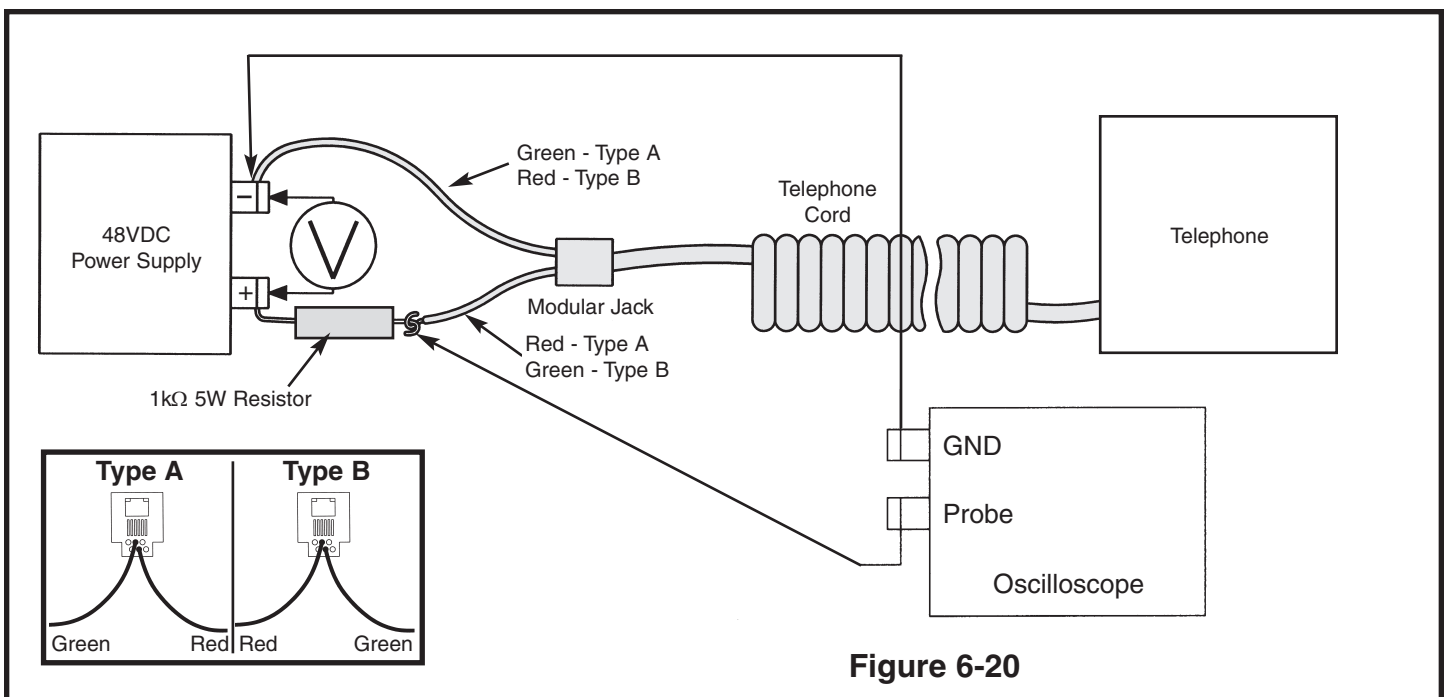 Green - Type A
Red - Type B
Telephone
Cord
48VDC
Power Supply
−
V
+
Telephone
Modular Jack
Red - Type A
Green - Type B
1kΩ 5W Resistor
GND
Probe
Oscilloscope
Type A
Type B
Green
Red
Red
Green
Figure 6-20